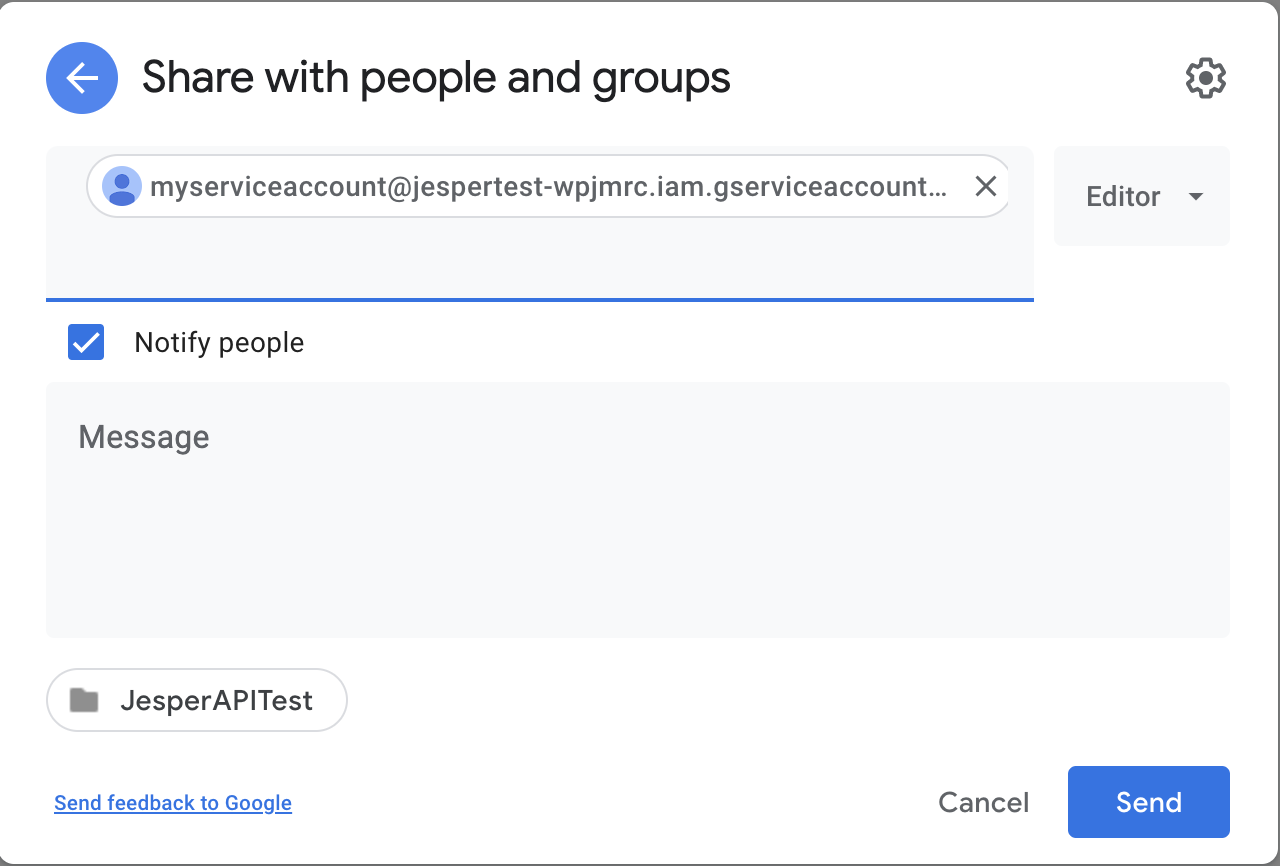 Share with people and groups
myserviceaccount@jespertest-wpjmrc.iam.gserviceaccount...
Editor
Notify people
Message
JesperAPITest
Send feedback to Google
Cancel
Send